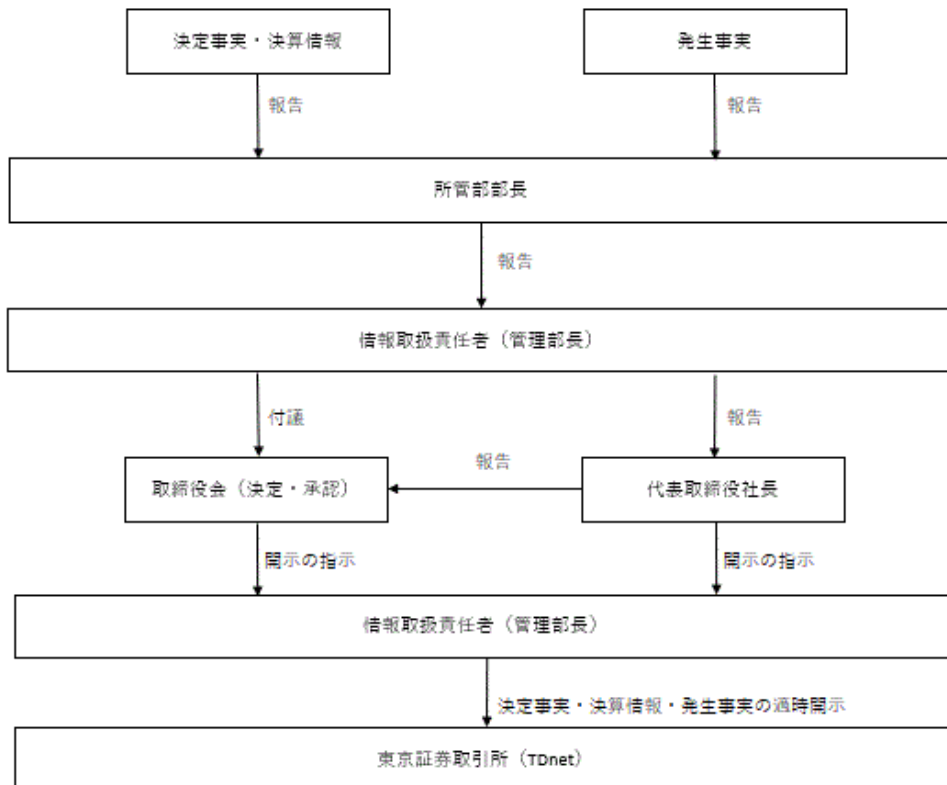 決定事実・決算情報
発生事実
報告
報告
所管部部長
報告
情報取扱責任者（管理部長）
付議
報告
取締役会（決定・承認）
報告
代表取締役社長
開示の指示
開示の指示
情報取扱責任者（管理部長）
決定事実・決算情報・発生事実の適時開示
東京証券取引所（TDnet）